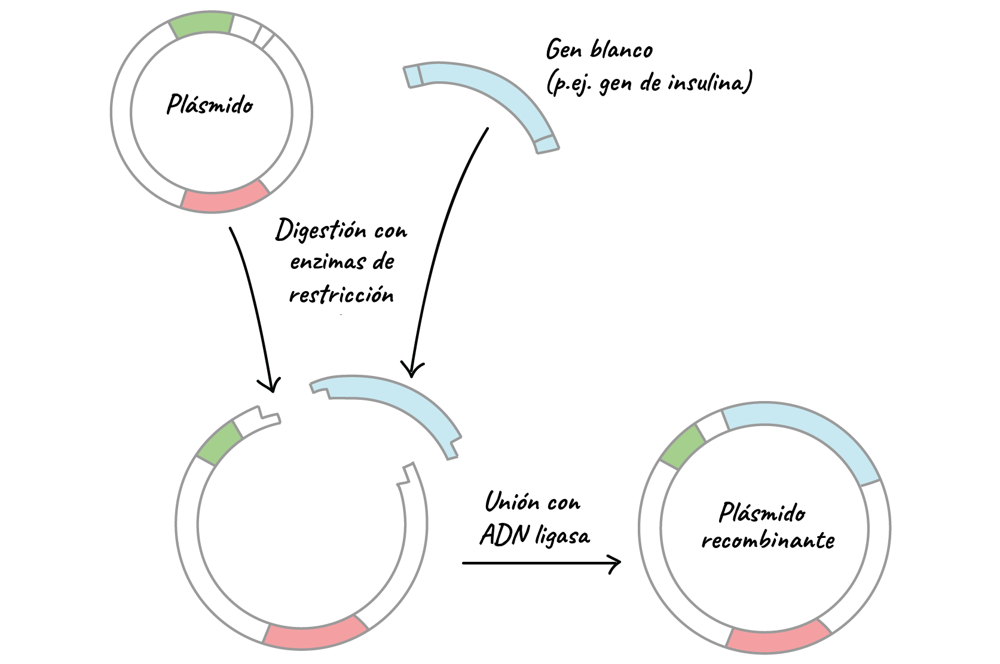 Plásmido
Gen blanco
(p.ej. gen de insulina)
Digestión con
enzimas de
restricción
Unión con
ADN ligasa
Plásmido
recombinante